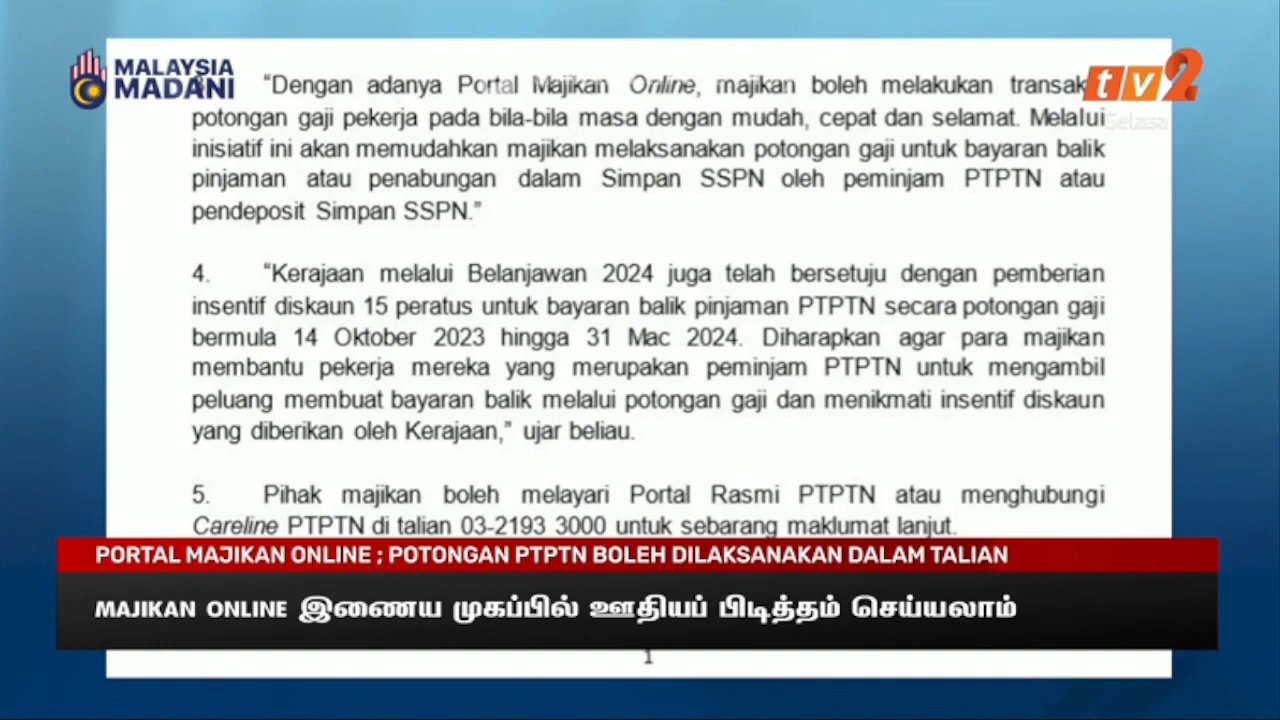 MALAYSIA
MADANI
tv2
Selasa
“Dengan adanya Portal Majikan Online, majikan boleh melakukan
potongan gaji pekerja pada bila-bila masa dengan mudah, cepat dan selamat. Melalui
inisiatif ini akan memudahkan majikan melaksanakan potongan gaji untuk bayaran balik
pinjaman atau penabungan dalam Simpan SSPN oleh peminjam PTPTN atau
pendeposit Simpan SSPN.”
4. “Kerajaan melalui Belanjawan 2024 juga telah bersetuju dengan pemberian
insentif diskaun 15 peratus untuk bayaran balik pinjaman PTPTN secara potongan gaji
bermula 14 Oktober 2023 hingga 31 Mac 2024. Diharapkan agar para majikan
membantu pekerja mereka yang merupakan peminjam PTPTN untuk mengambil
peluang membuat bayaran balik melalui potongan gaji dan menikmati insentif diskaun
yang diberikan oleh Kerajaan,” ujar beliau.
5. Pihak majikan boleh melayari Portal Rasmi PTPTN atau menghubungi
Careline PTPTN di talian 03-2193 3000 untuk sebarang maklumat lanjut.
PORTAL MAJIKAN ONLINE ; POTONGAN PTPTN BOLEH DILAKSANAKAN DALAM TALIAN
MAJIKAN ONLINE இணைய முகப்பில் ஊதியப் பிடித்தம் செய்யலாம்
1